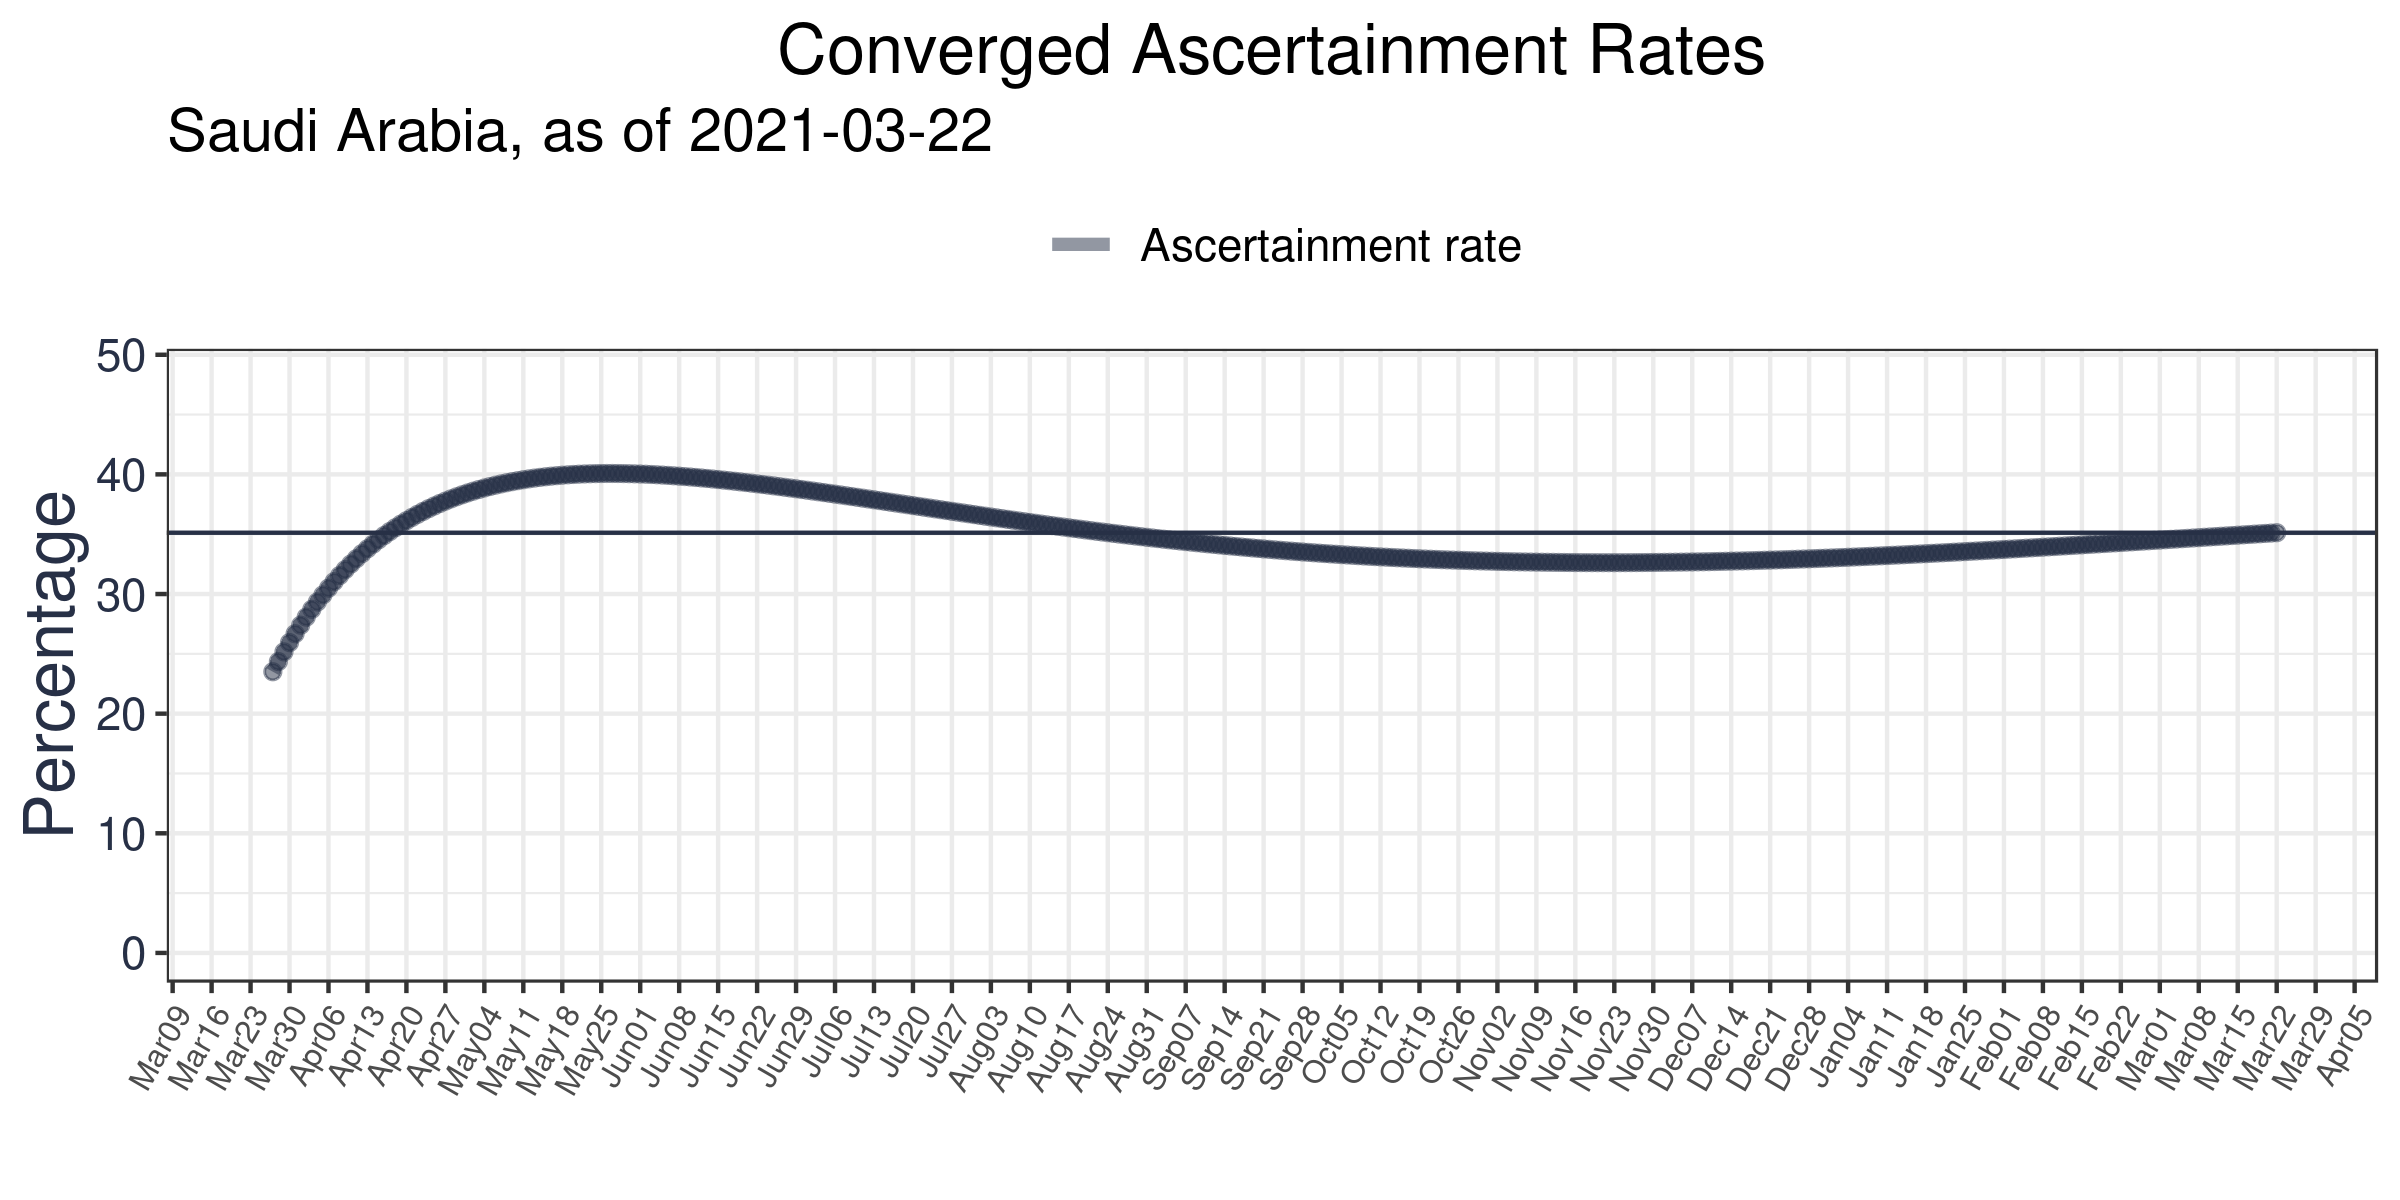 Converged Ascertainment Rates
Saudi Arabia, as of 2021-03-22
Ascertainment rate
Percentage
50
40
30
20
10
0
Mar09 Mar16 Mar23 Mar30 Apr06 Apr13 Apr20 Apr27 May04 May11 May18 May25 Jun01 Jun08 Jun15 Jun22 Jun29 Jul06 Jul13 Jul20 Jul27 Aug03 Aug10 Aug17 Aug24 Aug31 Sep07 Sep14 Sep21 Sep28 Oct05 Oct12 Oct19 Oct26 Nov02 Nov09 Nov16 Nov23 Nov30 Dec07 Dec14 Dec21 Dec28 Jan04 Jan11 Jan18 Jan25 Feb01 Feb08 Feb15 Feb22 Mar01 Mar08 Mar15 Mar22 Mar29 Apr05